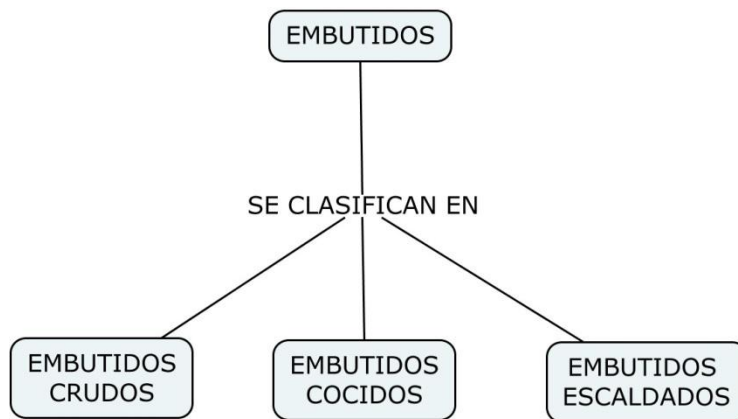 EMBUTIDOS
SE CLASIFICAN EN
EMBUTIDOS
CRUDOS
EMBUTIDOS
COCIDOS
EMBUTIDOS
ESCALDADOS